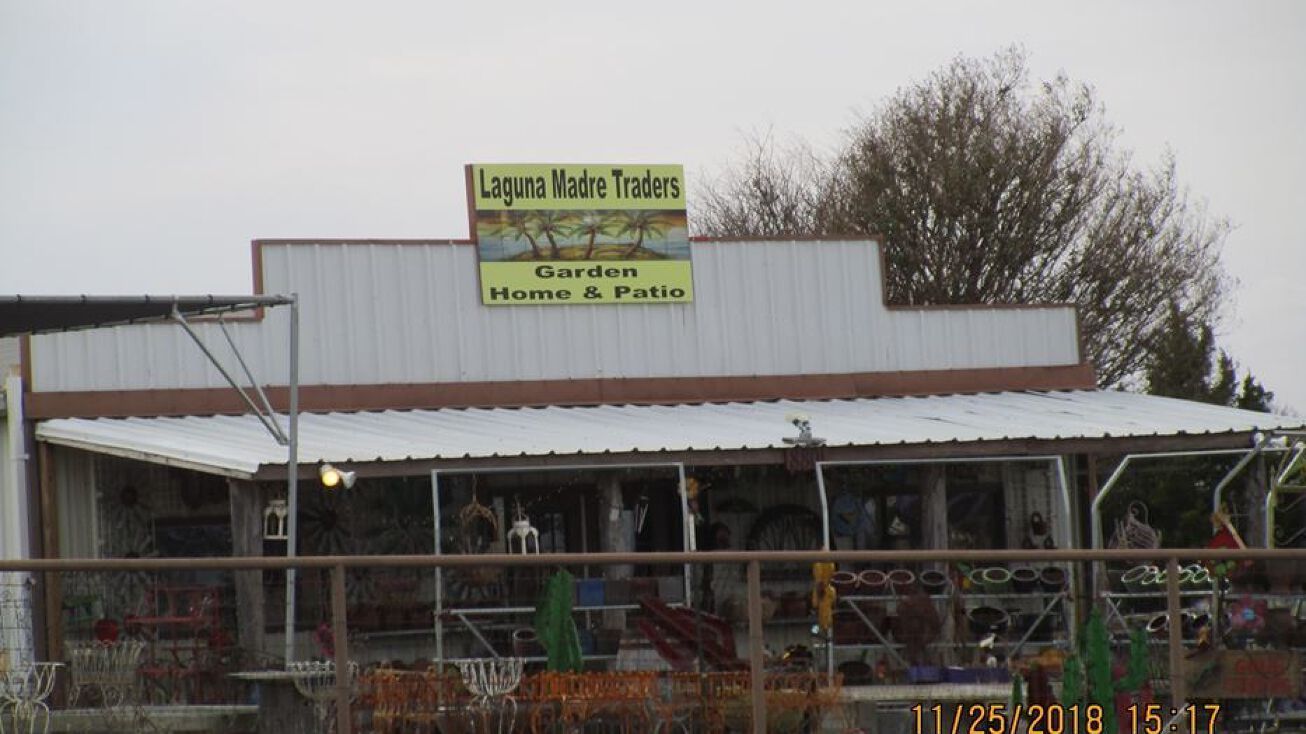 Laguna Madre Traders
Garden
Home & Patio
11/25/2018 15:17